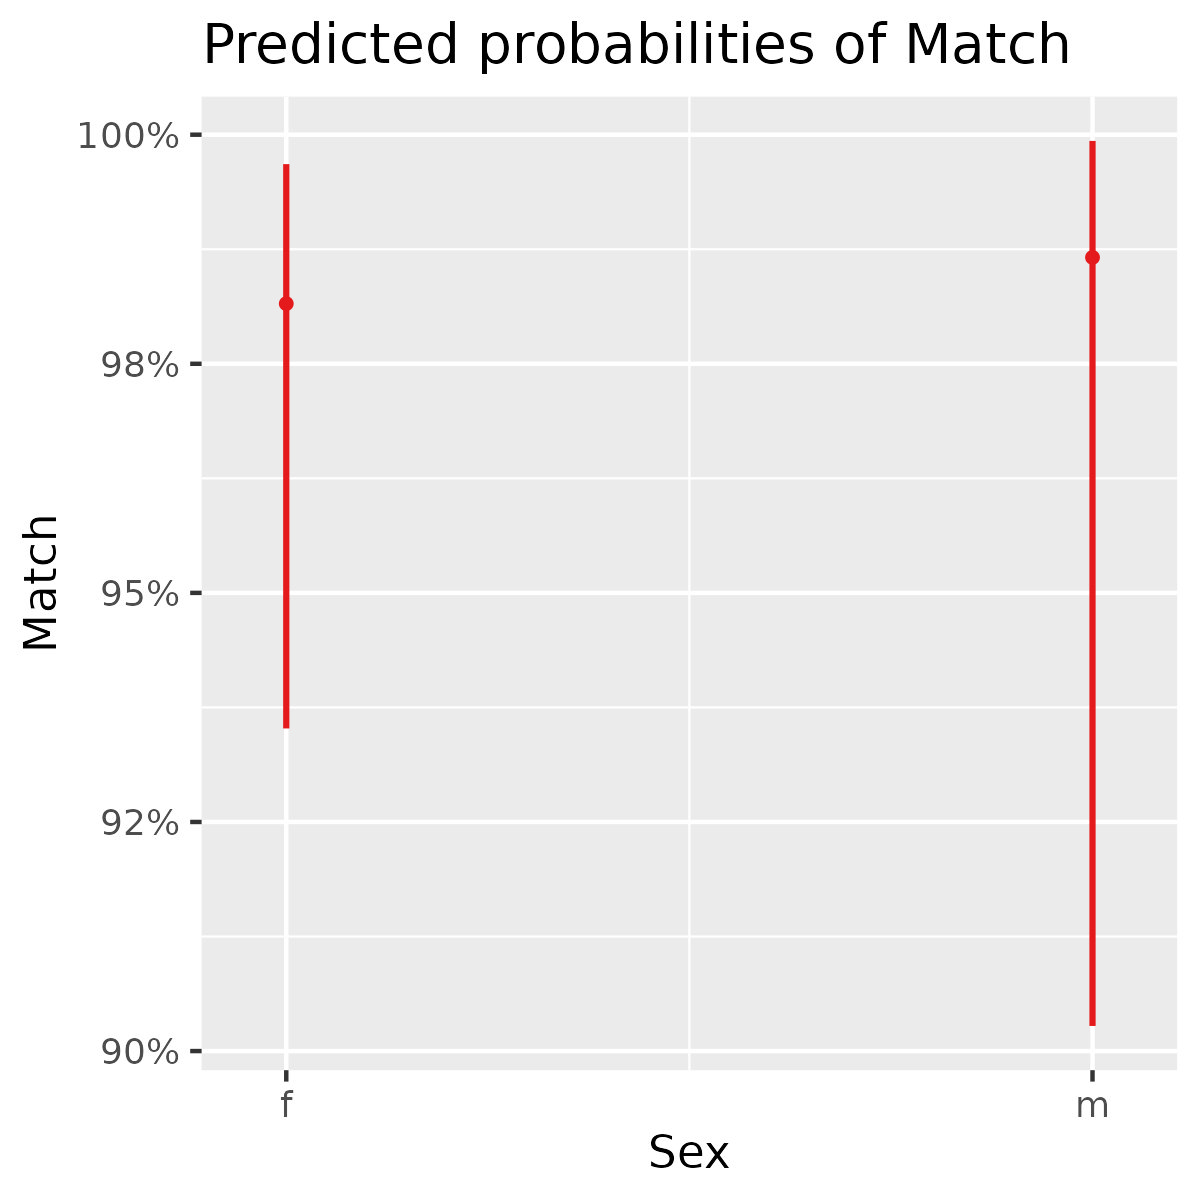 Predicted probabilities of Match
100%
98%
95%
92%
90%
Match
f
m
Sex